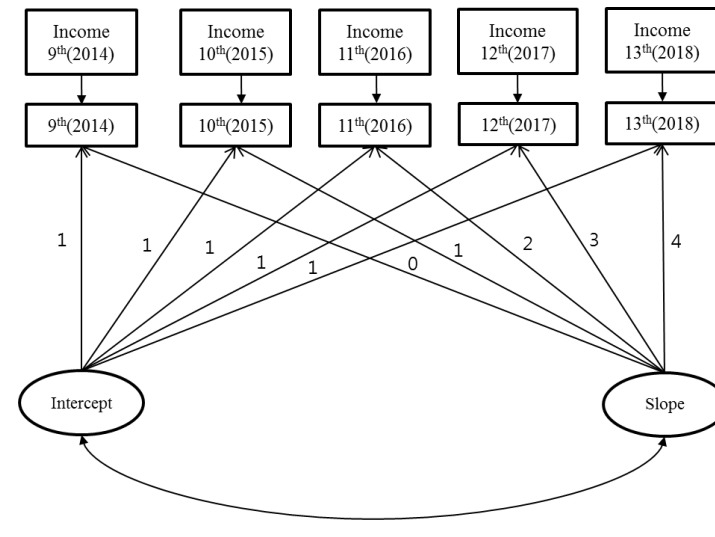 Income
9th(2014)
Income
10th(2015)
Income
11th(2016)
Income
12th(2017)
Income
13th(2018)
9th(2014)
10th(2015)
11th(2016)
12th(2017)
13th(2018)
1
1
1
1
1
0
1
2
3
4
Intercept
Slope